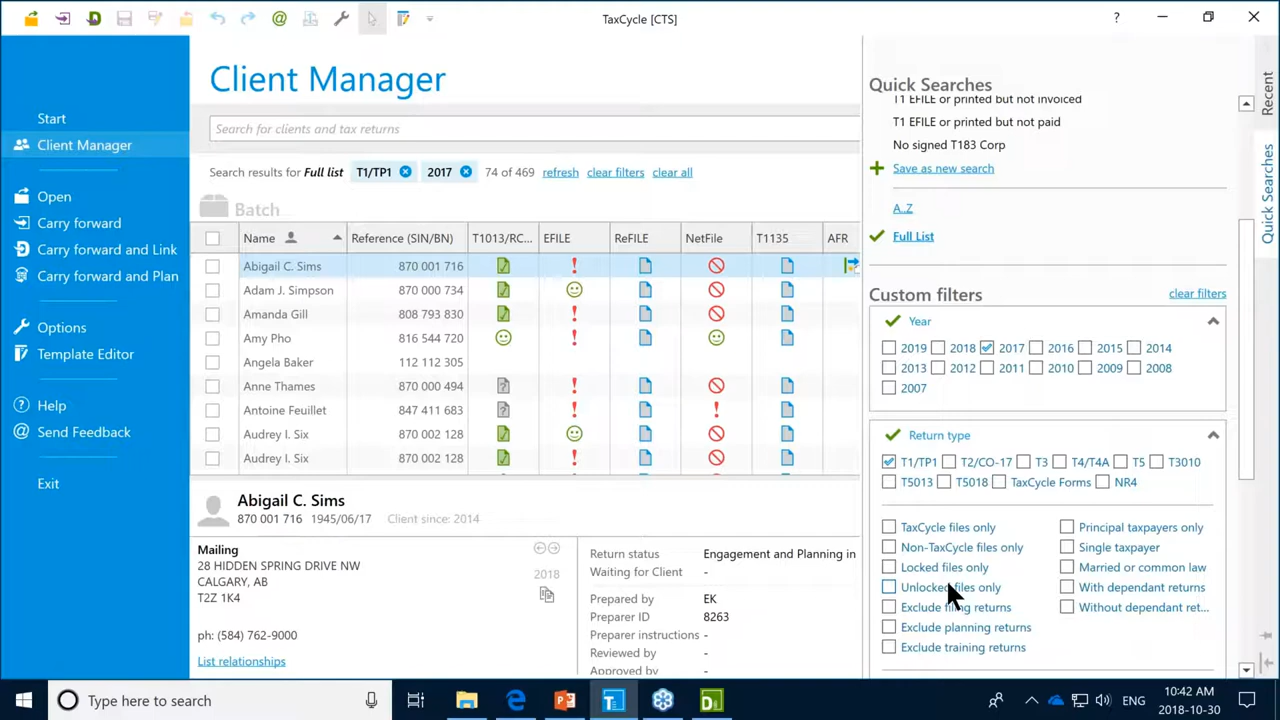 TaxCycle [CTS]
?
Start
Client Manager
Open
Carry forward
Carry forward and Link
Carry forward and Plan
Options
Template Editor
Help
Send Feedback
Exit
Client Manager
Search for clients and tax returns
Search results for Full list T1/TP1 2017 74 of 469 refresh clear filters clear all
Batch
Name Reference (SIN/BN) T1013/RC... EFILE ReFILE NetFile T1135 AFR
Abigail C. Sims 870 001 716
Adam J. Simpson 870 000 734
Amanda Gill 808 793 830
Amy Pho 816 544 720
Angela Baker 112 112 305
Anne Thames 870 000 494
Antoine Feuillet 847 411 683
Audrey I. Six 870 002 128
Audrey I. Six 870 002 128
Abigail C. Sims
870 001 716 1945/06/17 Client since: 2014
Mailing
28 HIDDEN SPRING DRIVE NW
CALGARY, AB
T2Z 1K4
ph: (584) 762-9000
List relationships
2018
Return status Engagement and Planning in
Waiting for Client -
Prepared by EK
Preparer ID 8263
Preparer instructions -
Reviewed by -
Approved by -
Quick Searches
T1 EFILE or printed but not invoiced
T1 EFILE or printed but not paid
No signed T183 Corp
Save as new search
A..Z
Full List
Custom filters clear filters
Year
2019 2018 2017 2016 2015 2014
2013 2012 2011 2010 2009 2008
2007
Return type
T1/TP1 T2/CO-17 T3 T4/T4A T5 T3010
T5013 T5018 TaxCycle Forms NR4
TaxCycle files only Principal taxpayers only
Non-TaxCycle files only Single taxpayer
Locked files only Married or common law
Unlocked files only With dependant returns
Exclude filing returns Without dependant ret...
Exclude planning returns
Exclude training returns
Recent
Quick Searches
Type here to search
ENG
10:42 AM
2018-10-30